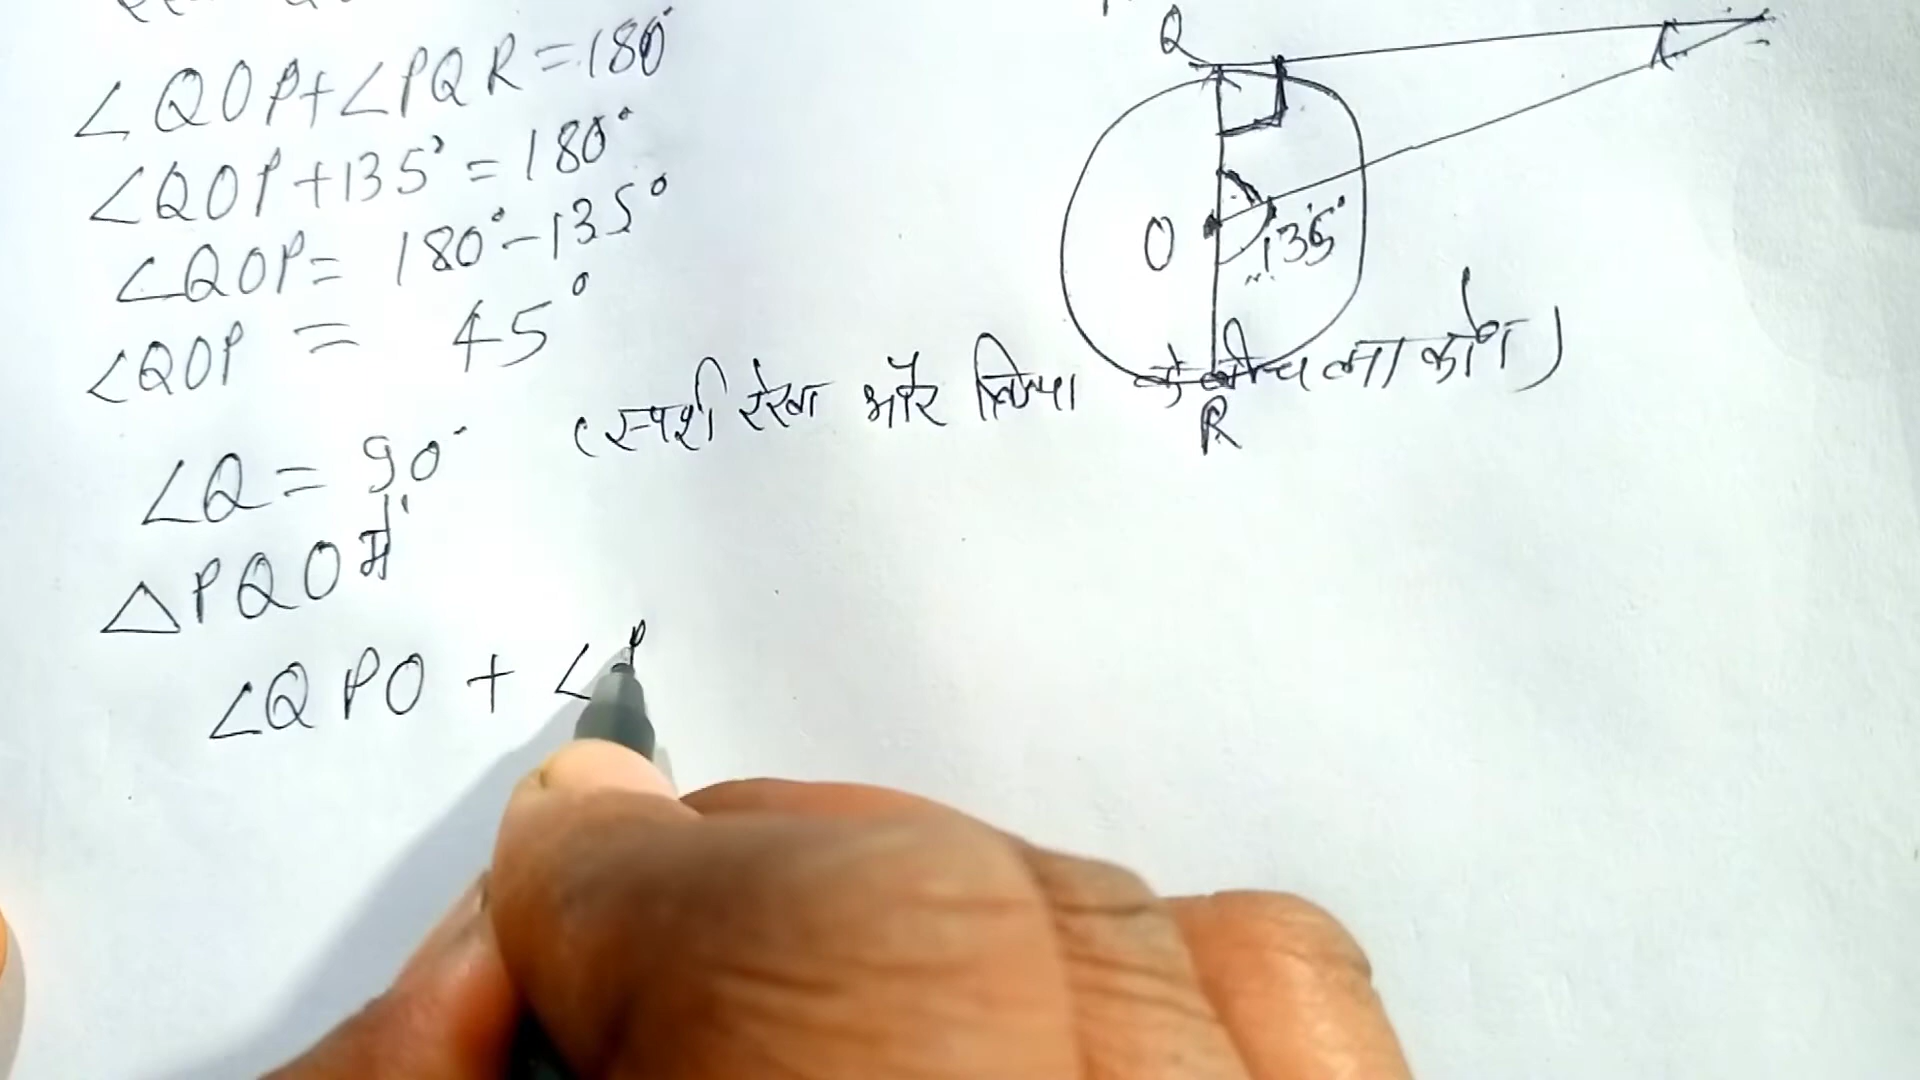 ∠QOP+∠PQR=180°
∠QOP+135°=180°
∠QOP= 180°-135°
∠QOP = 45°
∠Q= 90° (स्पर्श रेखा और त्रिज्या के बीच का कोण)
△PQO में
∠QPO + ∠P
Q
O
135°
R